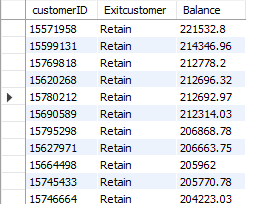 customerID Exitcustomer Balance
15571958 Retain 221532.8
15599131 Retain 214346.96
15769818 Retain 212778.2
15620268 Retain 212696.32
15780212 Retain 212692.97
15690589 Retain 212314.03
15795298 Retain 206868.78
15627971 Retain 206663.75
15664498 Retain 205962
15745433 Retain 205770.78
15746664 Retain 204223.03